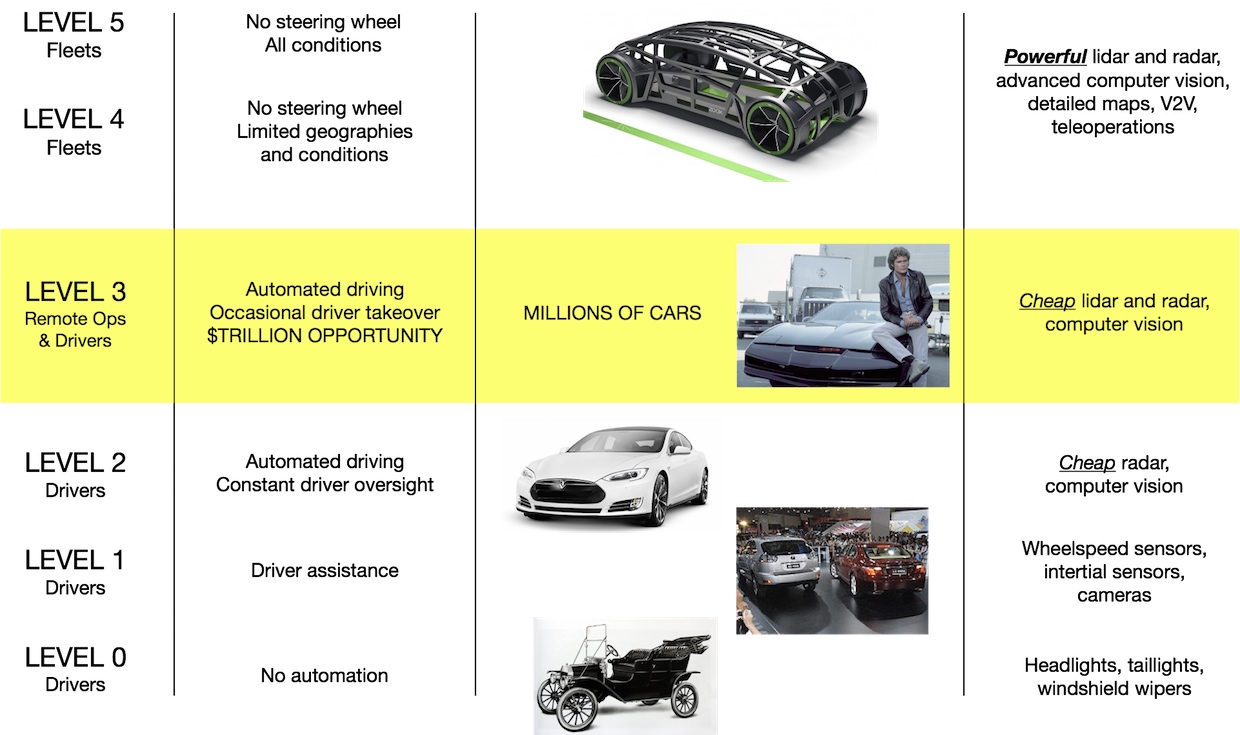 LEVEL 5
Fleets
No steering wheel
All conditions
Powerful lidar and radar,
advanced computer vision,
detailed maps, V2V,
teleoperations
LEVEL 4
Fleets
No steering wheel
Limited geographies
and conditions
LEVEL 3
Remote Ops
& Drivers
Automated driving
Occasional driver takeover
$TRILLION OPPORTUNITY
MILLIONS OF CARS
Cheap lidar and radar,
computer vision
LEVEL 2
Drivers
Automated driving
Constant driver oversight
Cheap radar,
computer vision
LEVEL 1
Drivers
Driver assistance
Wheelspeed sensors,
intertial sensors,
cameras
LEVEL 0
Drivers
No automation
Headlights, taillights,
windshield wipers